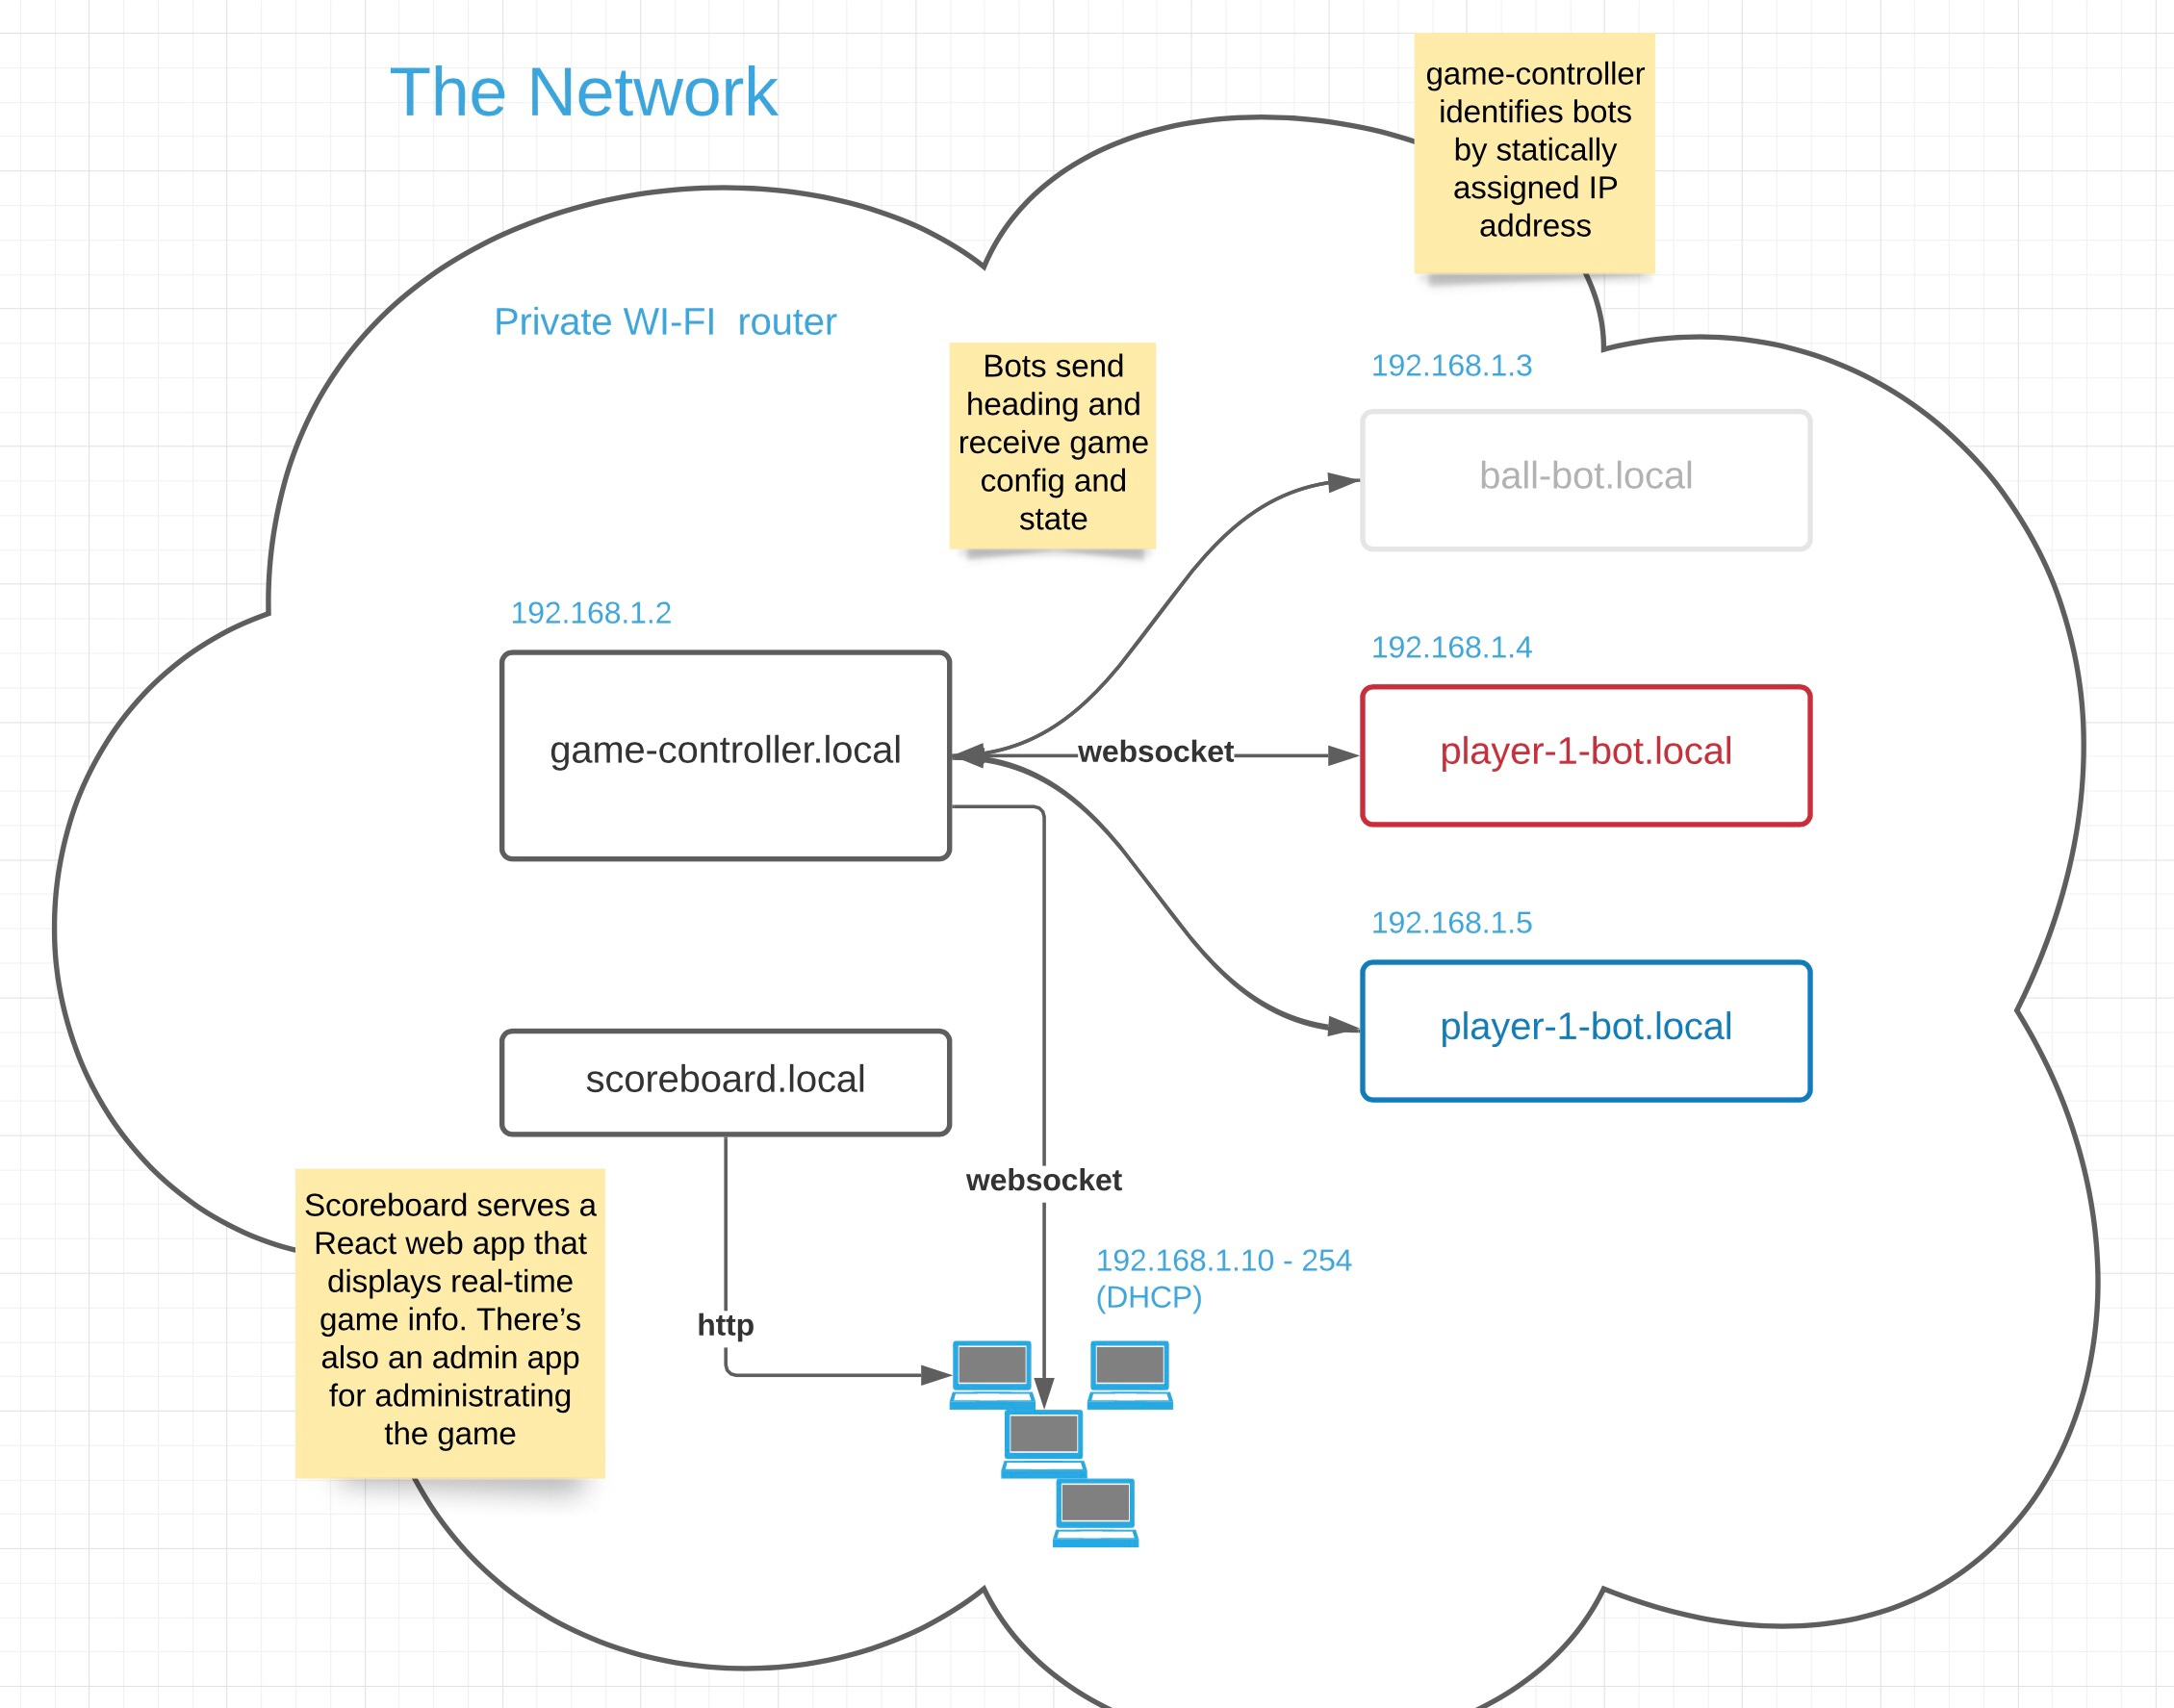 The Network
game-controller
identifies bots
by statically
assigned IP
address
Private WI-FI  router
Bots send
heading and
receive game
config and
state
192.168.1.3
ball-bot.local
192.168.1.2
game-controller.local
websocket
192.168.1.4
player-1-bot.local
192.168.1.5
player-1-bot.local
scoreboard.local
websocket
Scoreboard serves a
React web app that
displays real-time
game info. There’s
also an admin app
for administrating
the game
http
192.168.1.10 - 254
(DHCP)